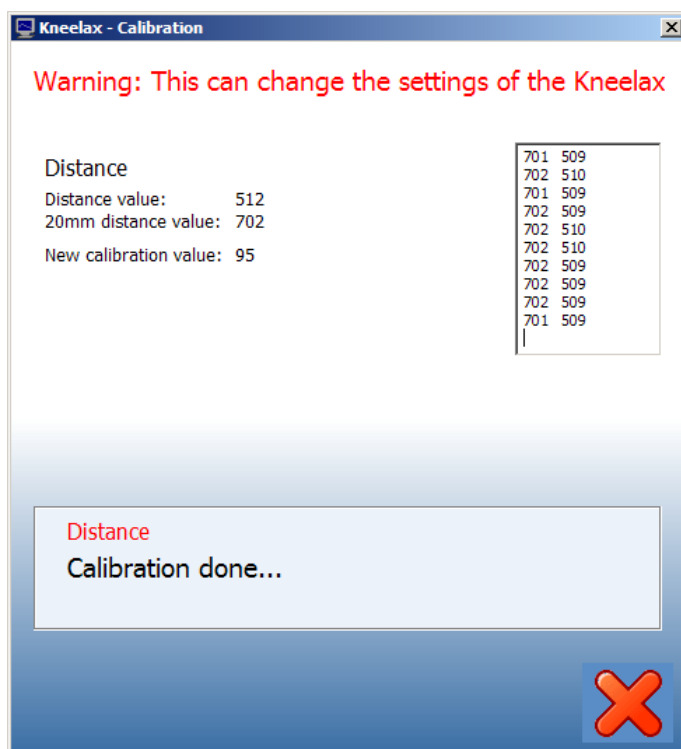 Kneelax - Calibration
Warning: This can change the settings of the Kneelax
Distance
Distance value: 512
20mm distance value: 702
New calibration value: 95
701 509
702 510
701 509
702 509
702 510
702 510
702 509
702 509
702 509
701 509
Distance
Calibration done...